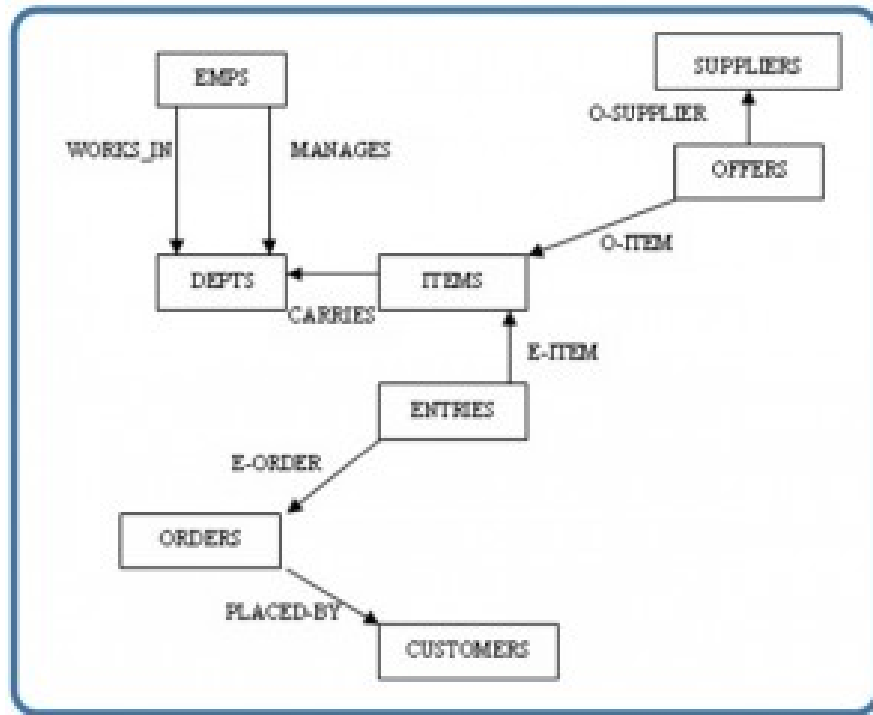 SUPPLIERS
EMPS
O-SUPPLIER
WORKS_IN
MANAGES
OFFERS
O-ITEM
DEPTS
ITEMS
CARRIES
E-ITEM
ENTRIES
E-ORDER
ORDERS
PLACED-BY
CUSTOMERS